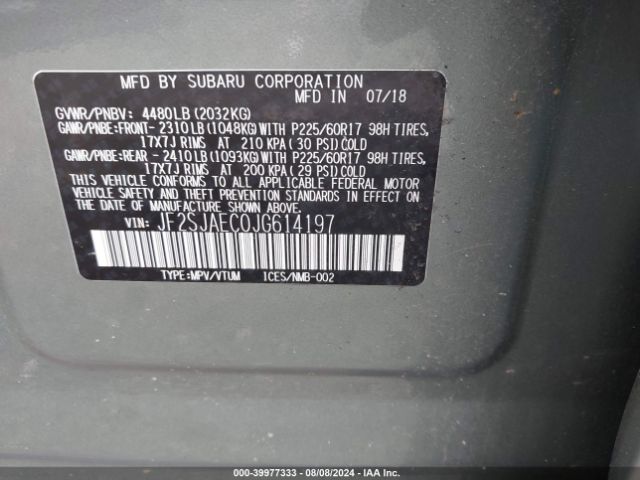 MFD BY SUBARU CORPORATION
MFD IN 07/18
GVWR/PNBV: 4480LB (2032KG)
GAWR/PNBE:FRONT- 2310LB (1048KG) WITH P225/60R17 98H TIRES,
17X7J RIMS AT 210 KPA ( 30 PSI) COLD
GAWR/PNBE:REAR - 2410LB (1093KG) WITH P225/60R17 98H TIRES,
17X7J RIMS AT 200 KPA ( 29 PSI) COLD
THIS VEHICLE CONFORMS TO ALL APPLICABLE FEDERAL MOTOR
VEHICLE SAFETY AND THEFT PREVENTION STANDARDS IN EFFECT ON
THE DATE OF MANUFACTURE SHOWN ABOVE.
VIN: JF2SJAEC0JG614197
TYPE:MPV/VTUM ICES/NMB-002
000-39977333 - 08/08/2024 - IAA Inc.